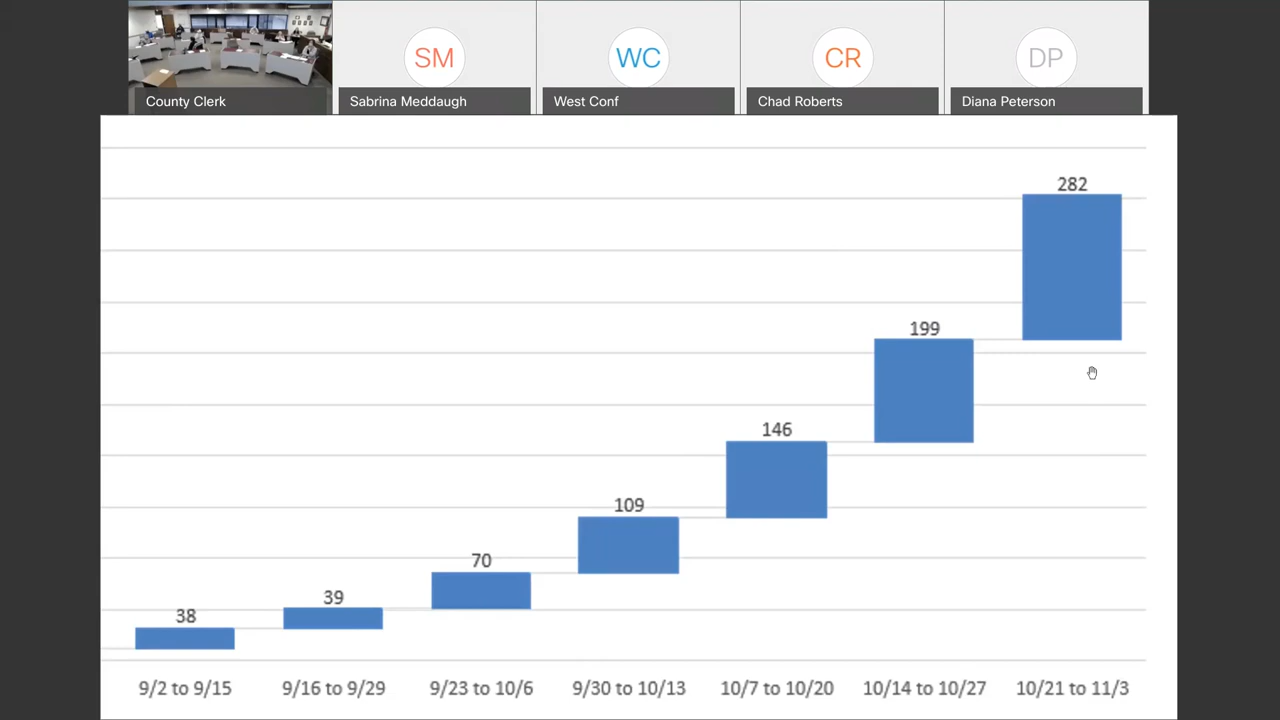 SM
WC
CR
DP
County Clerk
Sabrina Meddaugh
West Conf
Chad Roberts
Diana Peterson
282
199
146
109
70
39
38
9/2 to 9/15
9/16 to 9/29
9/23 to 10/6
9/30 to 10/13
10/7 to 10/20
10/14 to 10/27
10/21 to 11/3